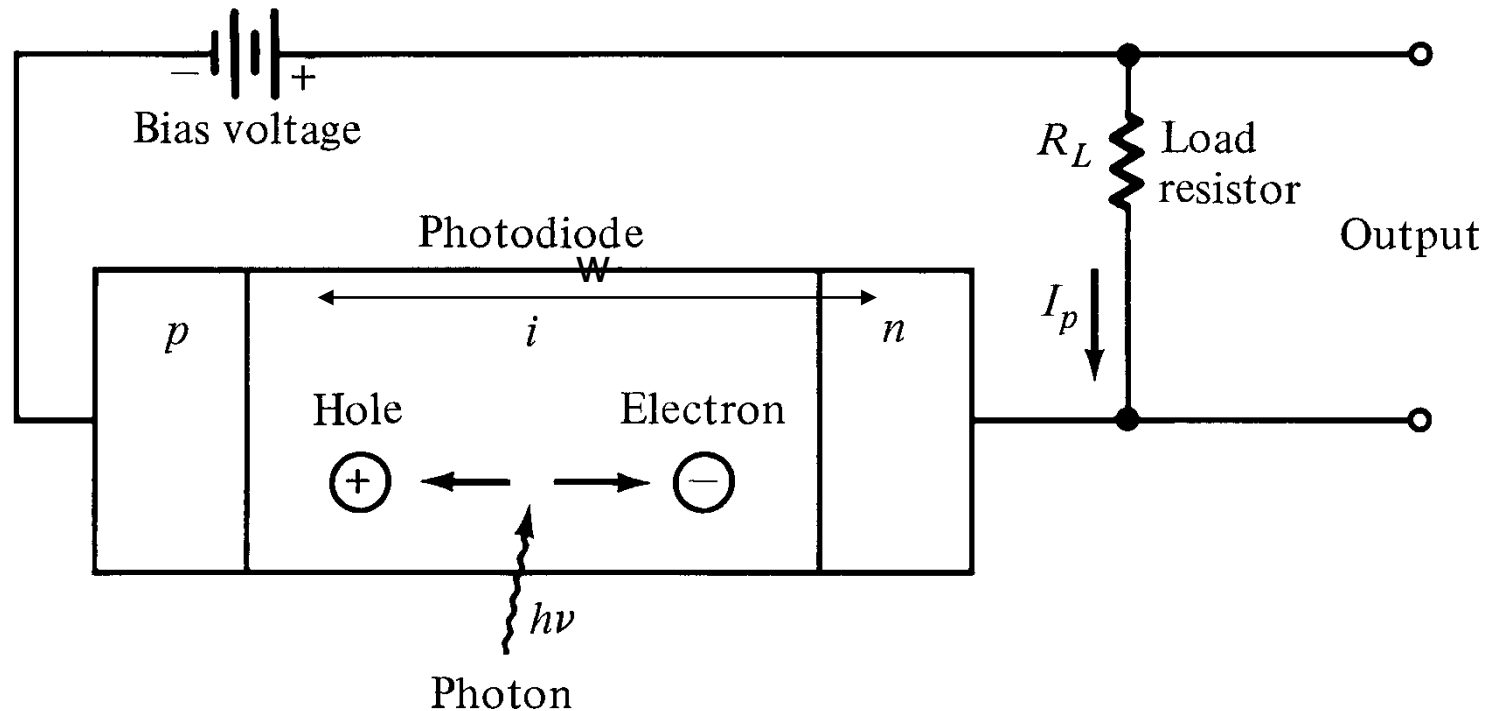 − +
Bias voltage
R_L Load
resistor
Photodiode
Output
W
I_p
p i n
Hole Electron
+ −
hν
Photon